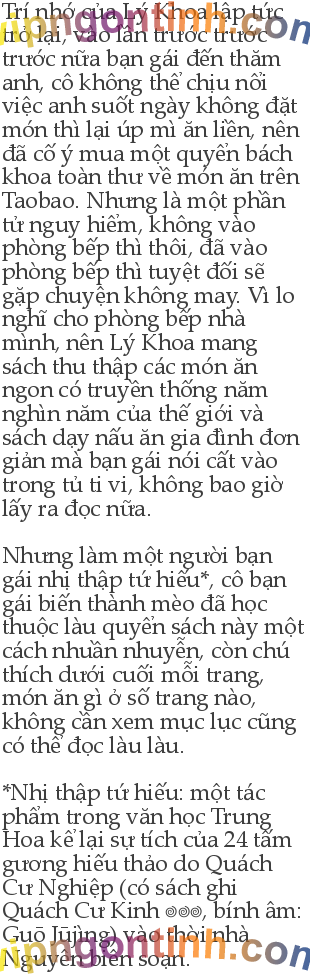 Trí nhớ của Lý Khoa lập tức
trở lại, vào lần trước trước
trước nữa bạn gái đến thăm
anh, cô không thể chịu nổi
việc anh suốt ngày không đặt
món thì lại úp mì ăn liền, nên
đã cố ý mua một quyển bách
khoa toàn thư về món ăn trên
Taobao. Nhưng là một phần
tử nguy hiểm, không vào
phòng bếp thì thôi, đã vào
phòng bếp thì tuyệt đối sẽ
gặp chuyện không may. Vì lo
nghĩ cho phòng bếp nhà
mình, nên Lý Khoa mang
sách thu thập các món ăn
ngon có truyền thống năm
nghìn năm của thế giới và
sách dạy nấu ăn gia đình đơn
giản mà bạn gái nói cất vào
trong tủ ti vi, không bao giờ
lấy ra đọc nữa.

Nhưng làm một người bạn
gái nhị thập tứ hiếu*, cô bạn
gái biến thành mèo đã học
thuộc làu quyển sách này một
cách nhuần nhuyễn, còn chú
thích dưới cuối mỗi trang,
món ăn gì ở số trang nào,
không cần xem mục lục cũng
có thể đọc làu làu.

*Nhị thập tứ hiếu: một tác
phẩm trong văn học Trung
Hoa kể lại sự tích của 24 tấm
gương hiếu thảo do Quách
Cư Nghiệp (có sách ghi
Quách Cư Kinh, bính âm:
Guō Jūjìng) vào thời nhà
Nguyên biên soạn.